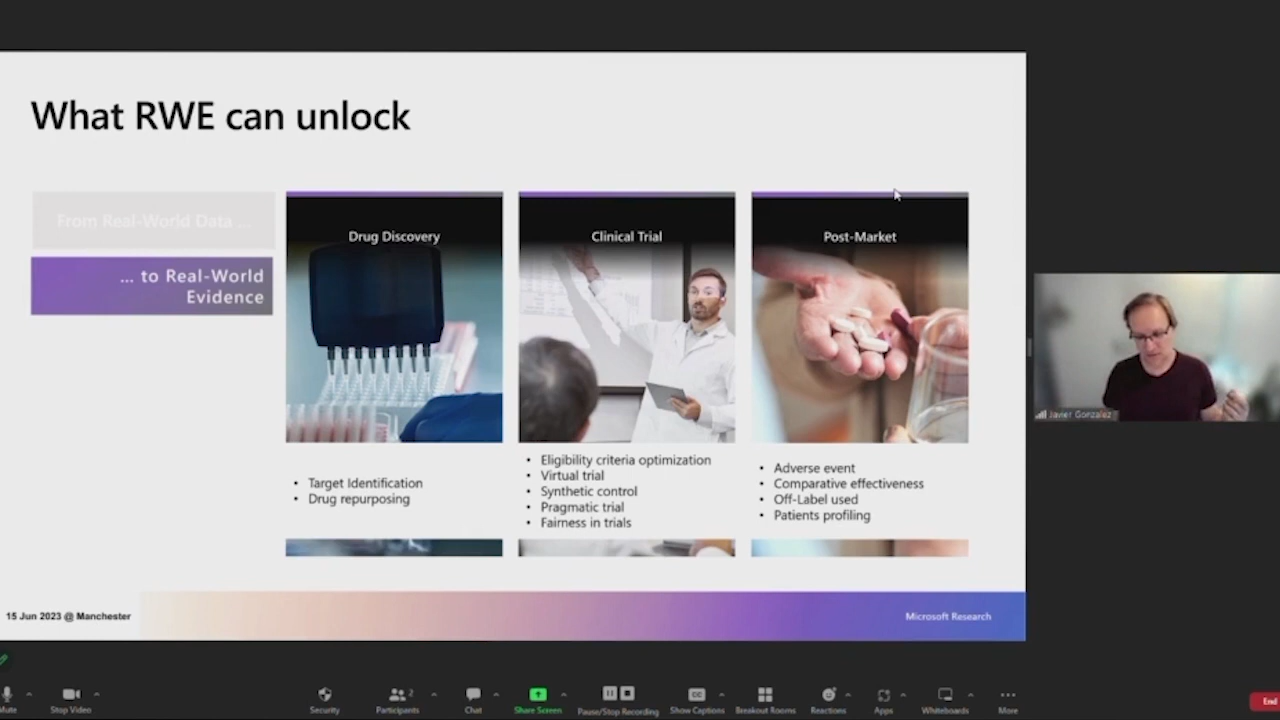 What RWE can unlock
From Real-World Data ...
... to Real-World
Evidence
Drug Discovery
Clinical Trial
Post-Market
• Target Identification
• Drug repurposing
• Eligibility criteria optimization
• Virtual trial
• Synthetic control
• Pragmatic trial
• Fairness in trials
• Adverse event
• Comparative effectiveness
• Off-Label used
• Patients profiling
15 Jun 2023 @ Manchester
Microsoft Research
Javier Gonzalez
Mute
Stop Video
Security
Participants
2
Chat
Share Screen
Pause/Stop Recording
CC
Show Captions
Breakout Rooms
Reactions
Apps
Whiteboards
More
End